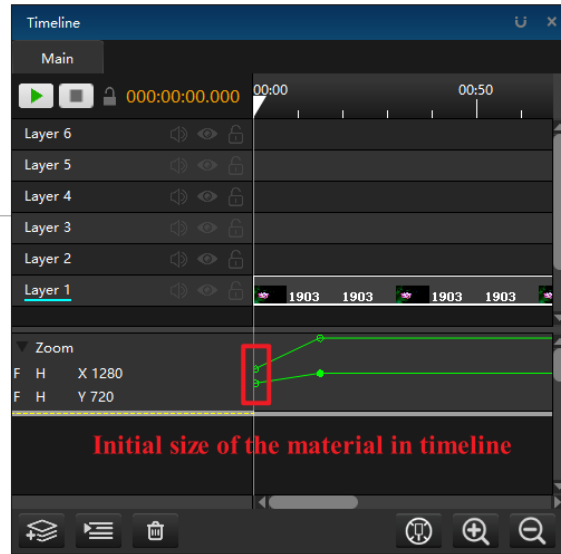 Timeline
Main
000:00:00.000
00:00
00:50
Layer 6
Layer 5
Layer 4
Layer 3
Layer 2
Layer 1
1903 1903 1903 1903
Zoom
F H X 1280
F H Y 720
Initial size of the material in timeline